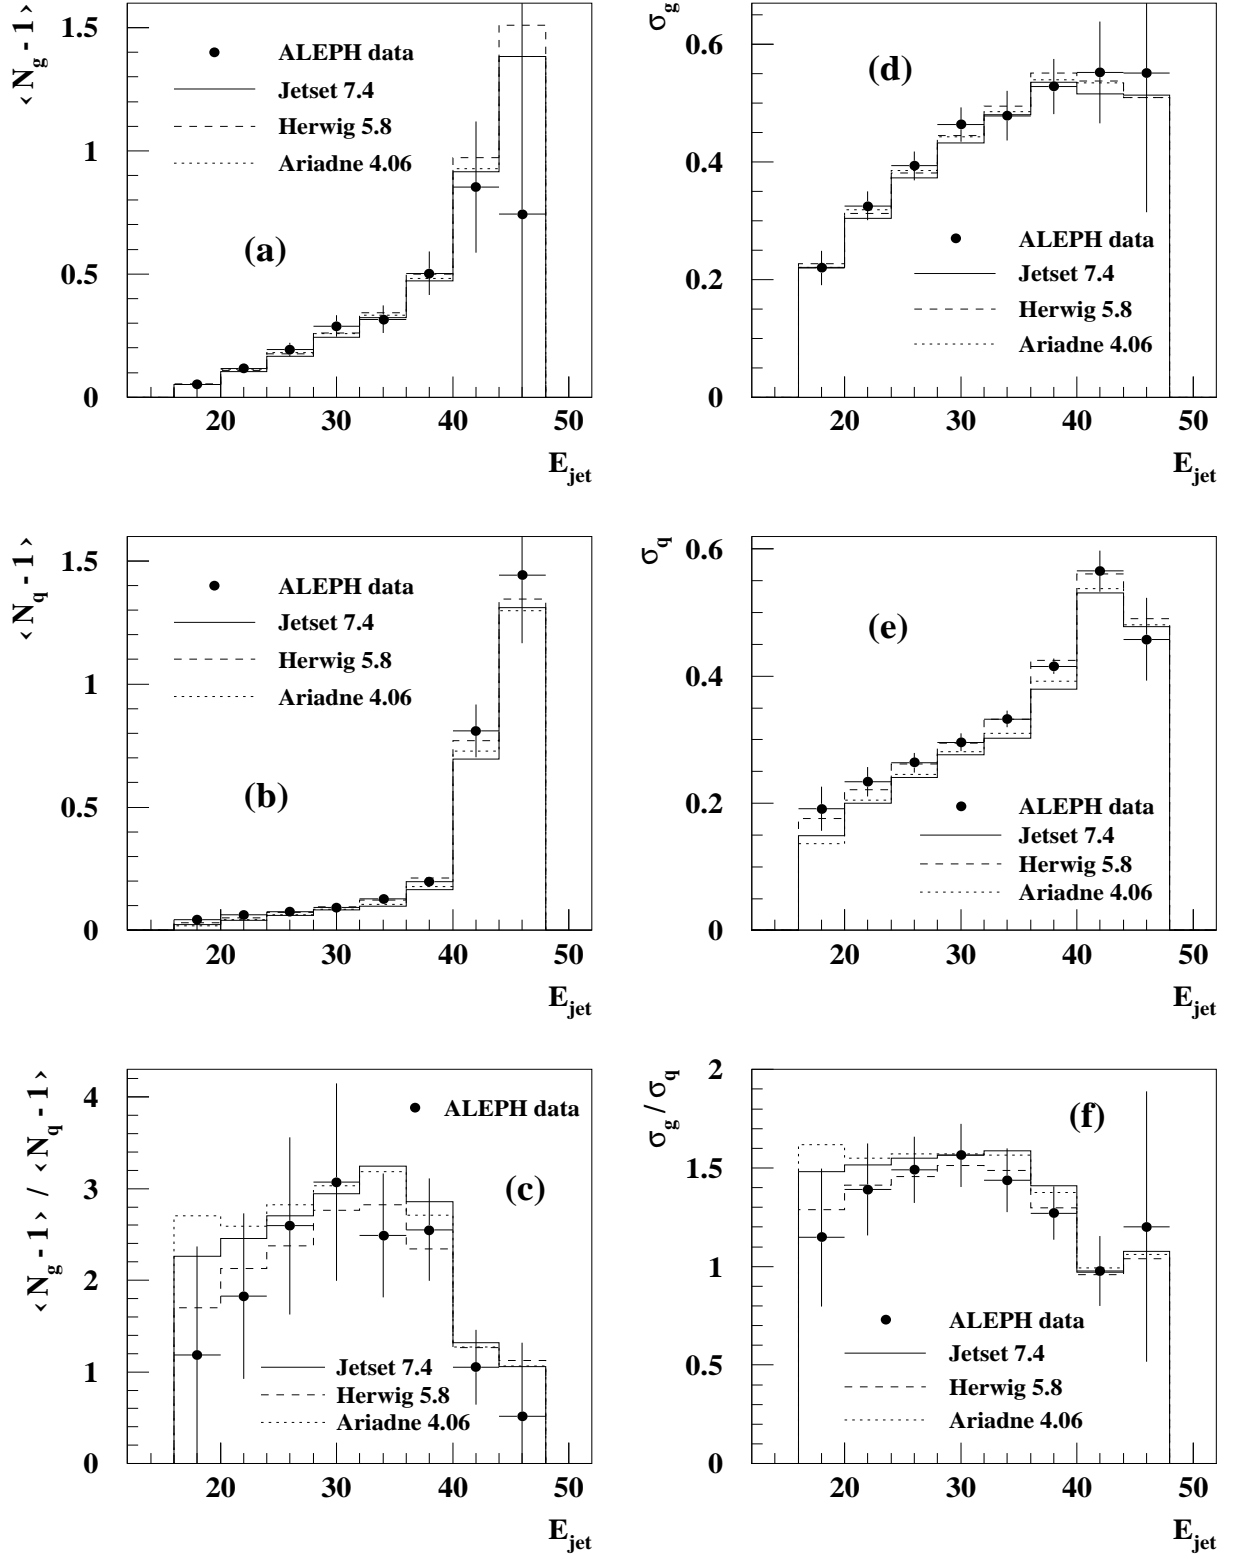 ⟨N_g - 1⟩
1.5
1
0.5
0
ALEPH data
Jetset 7.4
Herwig 5.8
Ariadne 4.06
(a)
20 30 40 50
E_jet
σ_g
0.6
0.4
0.2
0
(d)
ALEPH data
Jetset 7.4
Herwig 5.8
Ariadne 4.06
20 30 40 50
E_jet
⟨N_q - 1⟩
1.5
1
0.5
0
ALEPH data
Jetset 7.4
Herwig 5.8
Ariadne 4.06
(b)
20 30 40 50
E_jet
σ_q
0.6
0.4
0.2
0
(e)
ALEPH data
Jetset 7.4
Herwig 5.8
Ariadne 4.06
20 30 40 50
E_jet
⟨N_g - 1⟩ / ⟨N_q - 1⟩
4
3
2
1
0
ALEPH data
(c)
Jetset 7.4
Herwig 5.8
Ariadne 4.06
20 30 40 50
E_jet
σ_g / σ_q
2
1.5
1
0.5
0
(f)
ALEPH data
Jetset 7.4
Herwig 5.8
Ariadne 4.06
20 30 40 50
E_jet